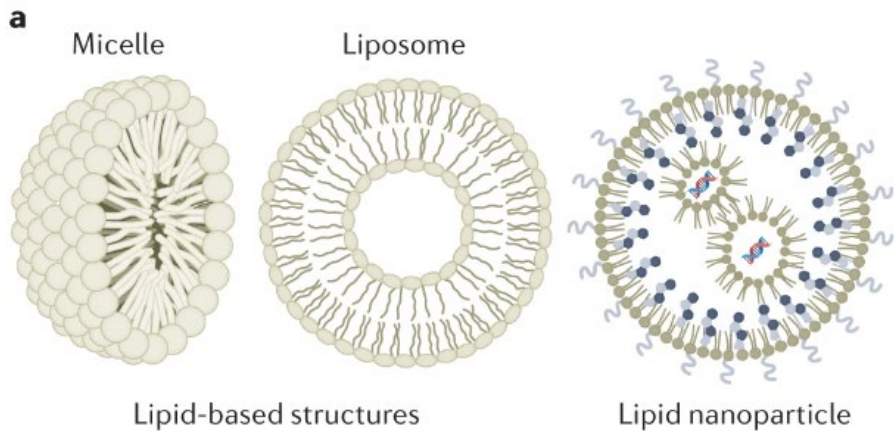 a
Micelle
Liposome
Lipid-based structures
Lipid nanoparticle